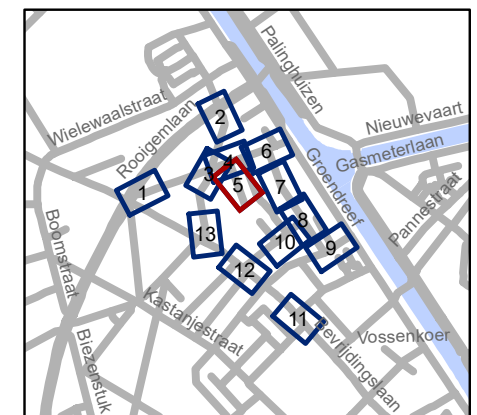 Palinghuizen
Wielewaalstraat
Rooigemlaan
Nieuwevaart
Gasmeterlaan
Groendreef
Pannestraat
Boomstraat
Kastanjestraat
Biezenstuk
Bevrijdingslaan
Vossenkoer
1
2
3
4
5
6
7
8
9
10
11
12
13